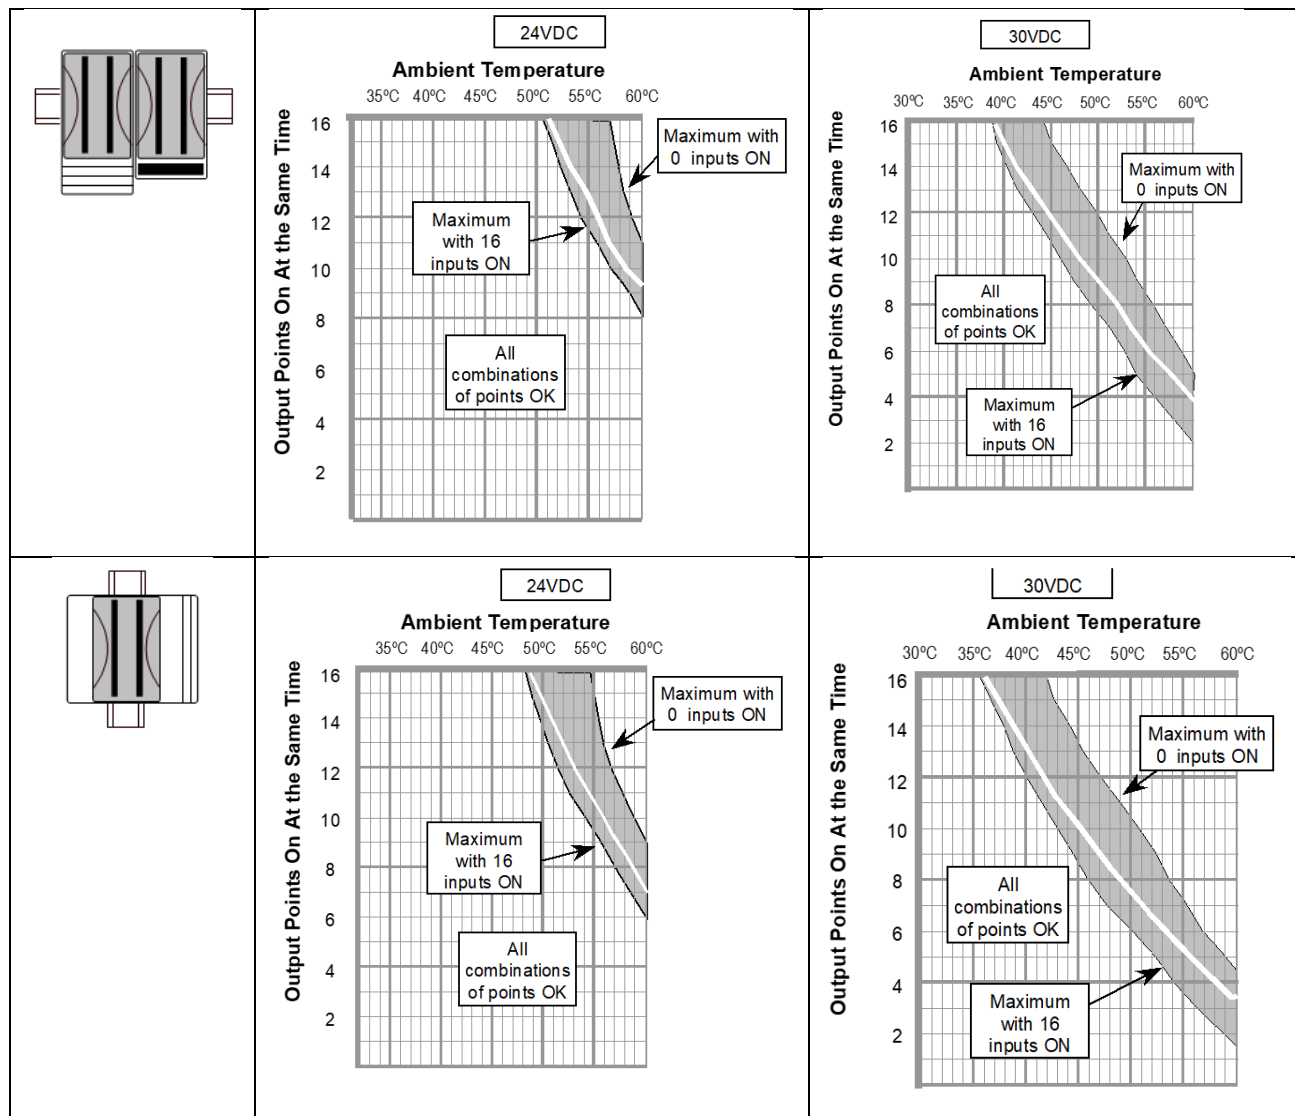 24VDC
Ambient Temperature
35ºC 40ºC 45ºC 50ºC 55ºC 60ºC
Output Points On At the Same Time
16
14
12
10
8
6
4
2
Maximum with
0 inputs ON
Maximum
with 16
inputs ON
All
combinations
of points OK
30VDC
Ambient Temperature
30ºC 35ºC 40ºC 45ºC 50ºC 55ºC 60ºC
Output Points On At the Same Time
16
14
12
10
8
6
4
2
Maximum with
0 inputs ON
All
combinations
of points OK
Maximum
with 16
inputs ON
24VDC
Ambient Temperature
35ºC 40ºC 45ºC 50ºC 55ºC 60ºC
Output Points On At the Same Time
16
14
12
10
8
6
4
2
Maximum with
0 inputs ON
Maximum
with 16
inputs ON
All
combinations
of points OK
30VDC
Ambient Temperature
30ºC 35ºC 40ºC 45ºC 50ºC 55ºC 60ºC
Output Points On At the Same Time
16
14
12
10
8
6
4
2
Maximum with
0 inputs ON
All
combinations
of points OK
Maximum
with 16
inputs ON